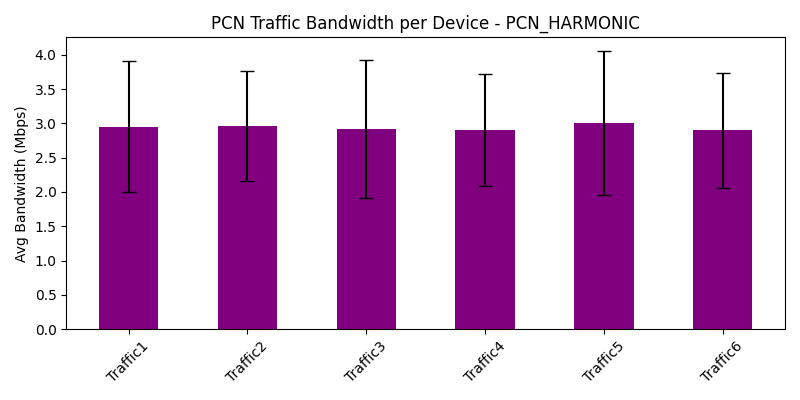 PCN Traffic Bandwidth per Device - PCN_HARMONIC
Avg Bandwidth (Mbps)
4.0
3.5
3.0
2.5
2.0
1.5
1.0
0.5
0.0
Traffic1
Traffic2
Traffic3
Traffic4
Traffic5
Traffic6